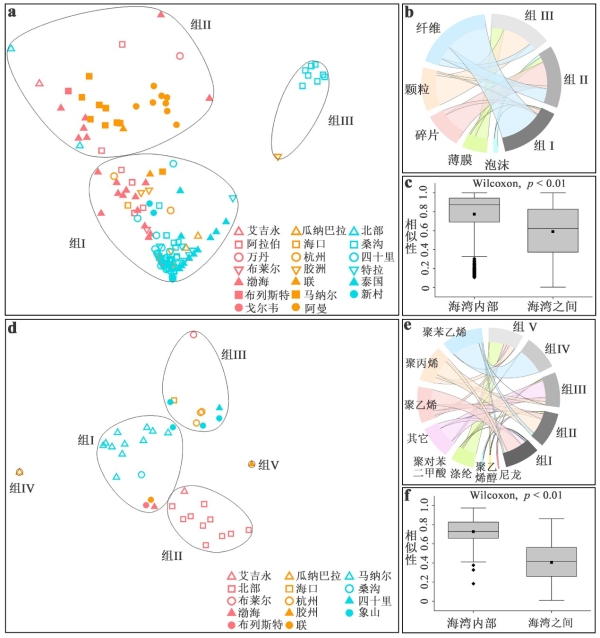 a
组II
组III
组I
艾吉永 瓜纳巴拉 北部
阿拉伯 海口 桑沟
万丹 杭州 四十里
布莱尔 胶洲 特拉
渤海 联 泰国
布列斯特 马纳尔 新村
戈尔韦 阿曼
b
纤维 组 III
颗粒 组 II
碎片 组 I
薄膜 泡沫
c
Wilcoxon, p < 0.01
相似性
1.0
0.8
0.6
0.4
0.2
0
海湾内部 海湾之间
d
组III
组I
组IV
组V
组II
艾吉永 瓜纳巴拉 马纳尔
北部 海口 桑沟
布莱尔 杭州 四十里
渤海 胶州 象山
布列斯特 联
e
聚苯乙烯 组 V
聚丙烯 组IV
聚乙烯 组III
其它 组II
聚对苯二甲酸 涤纶 聚乙烯醇 尼龙 组I
f
Wilcoxon, p < 0.01
相似性
1.0
0.8
0.6
0.4
0.2
0
海湾内部 海湾之间